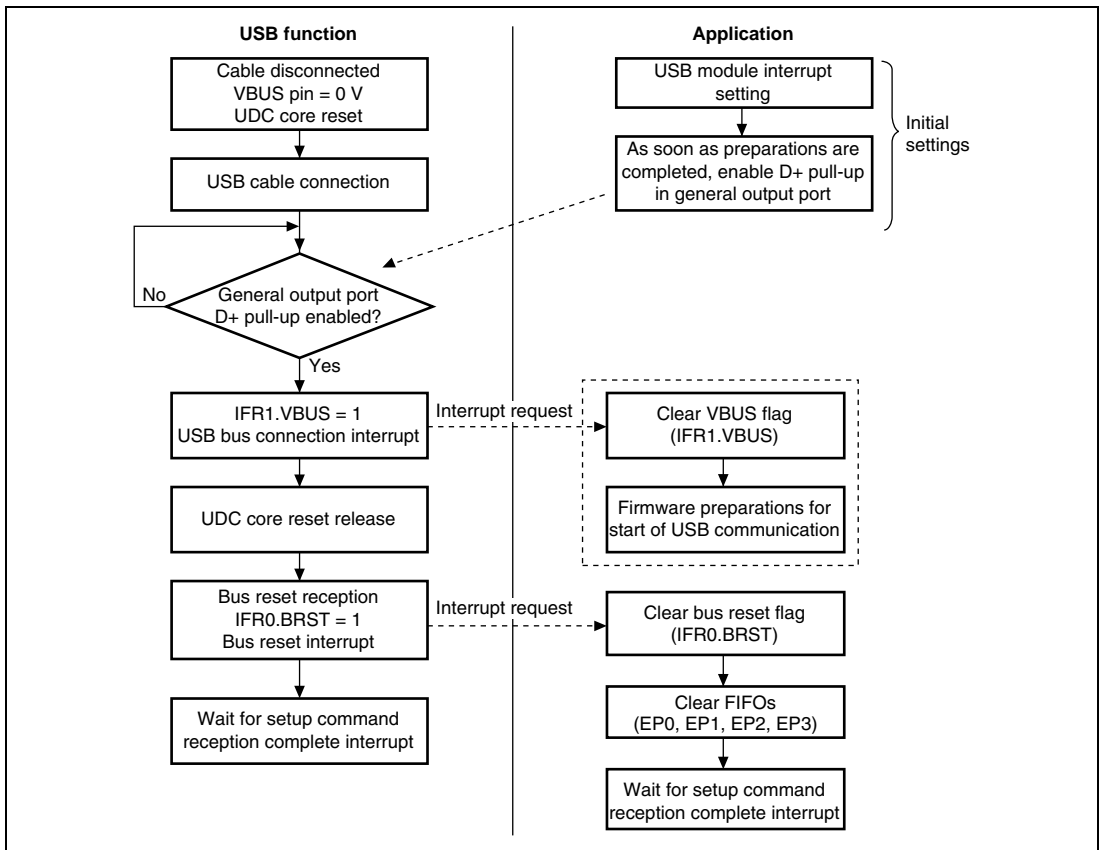 USB function
Cable disconnected
VBUS pin = 0 V
UDC core reset
USB cable connection
No
General output port
D+ pull-up enabled?
Yes
IFR1.VBUS = 1
USB bus connection interrupt
UDC core reset release
Bus reset reception
IFR0.BRST = 1
Bus reset interrupt
Wait for setup command
reception complete interrupt
Interrupt request
Interrupt request
Application
USB module interrupt
setting
As soon as preparations are
completed, enable D+ pull-up
in general output port
Initial
settings
Clear VBUS flag
(IFR1.VBUS)
Firmware preparations for
start of USB communication
Clear bus reset flag
(IFR0.BRST)
Clear FIFOs
(EP0, EP1, EP2, EP3)
Wait for setup command
reception complete interrupt